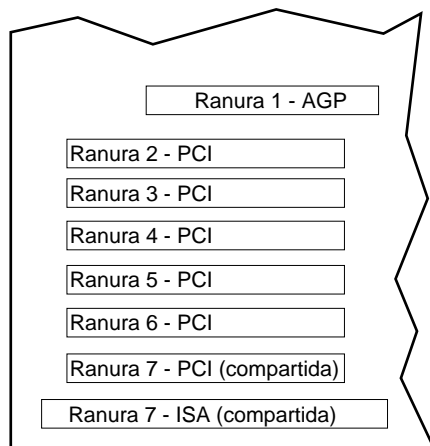 Ranura 1 - AGP
Ranura 2 - PCI
Ranura 3 - PCI
Ranura 4 - PCI
Ranura 5 - PCI
Ranura 6 - PCI
Ranura 7 - PCI (compartida)
Ranura 7 - ISA (compartida)